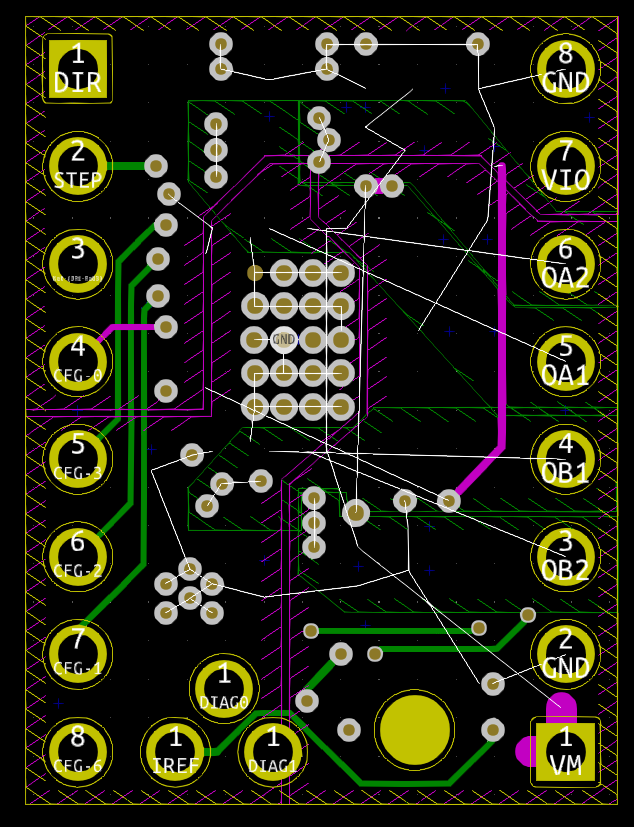 1
DIR
8
GND
2
STEP
7
VIO
3
6
OA2
GND
4
CFG-0
5
OA1
5
CFG-3
4
OB1
6
CFG-2
3
OB2
7
CFG-1
2
GND
1
DIAG0
8
CFG-6
1
IREF
1
DIAG1
1
VM